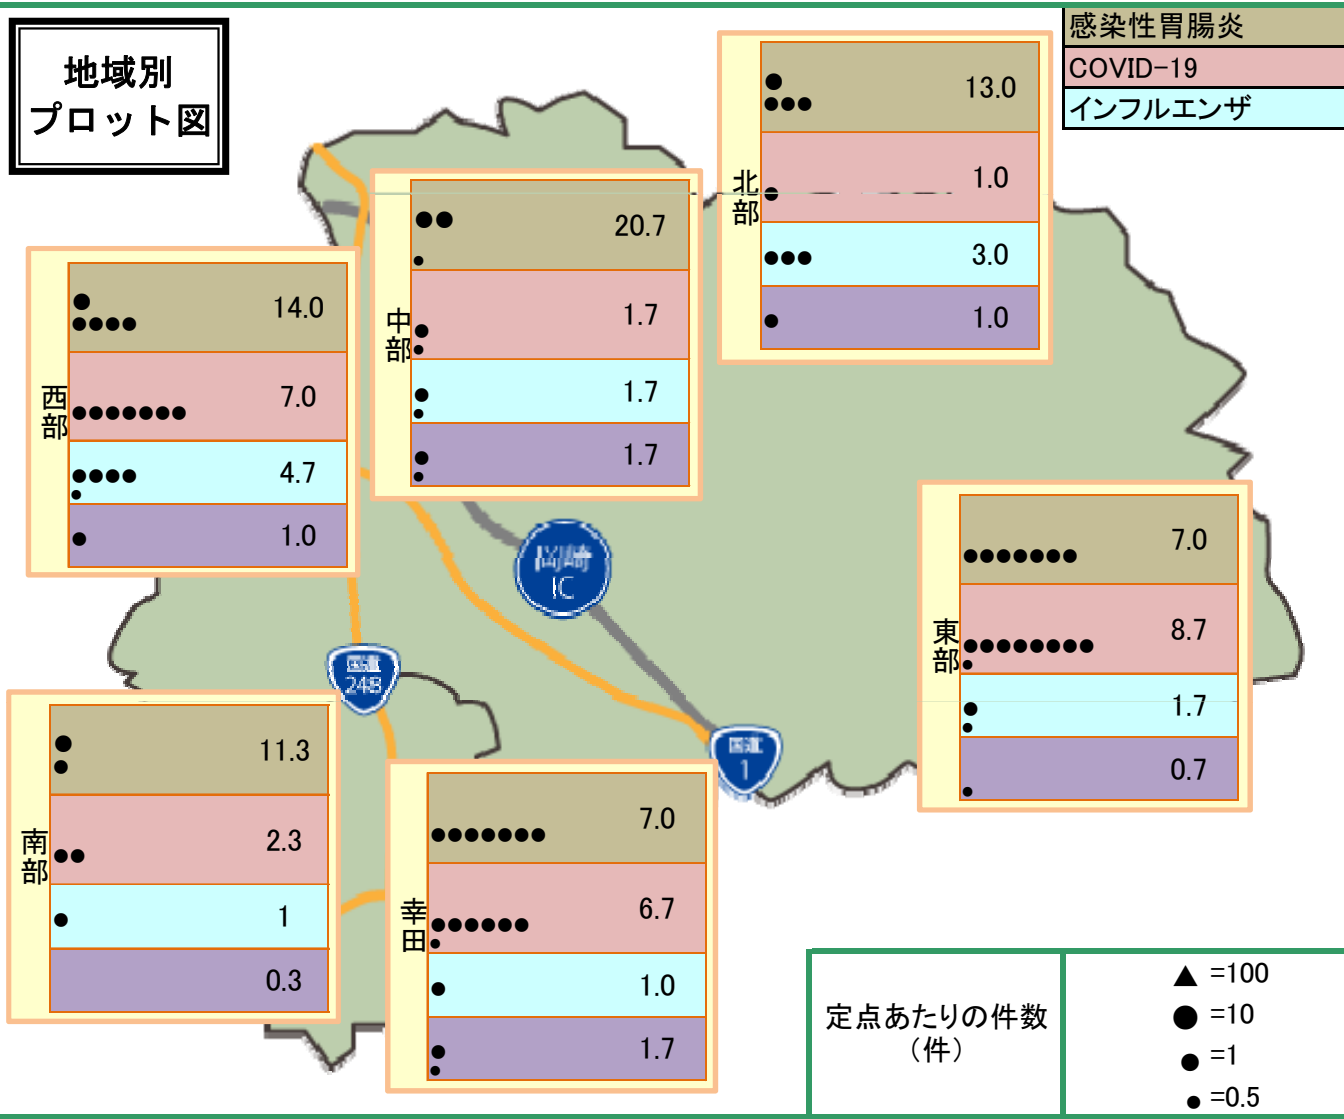 地域別
プロット図
感染性胃腸炎
COVID-19
インフルエンザ
北部
13.0
1.0
3.0
1.0
中部
20.7
1.7
1.7
1.7
西部
14.0
7.0
4.7
1.0
岡崎
IC
東部
7.0
8.7
1.7
0.7
国道
248
国道
1
南部
11.3
2.3
1
0.3
幸田
7.0
6.7
1.0
1.7
定点あたりの件数
（件）
▲ =100
● =10
● =1
● =0.5